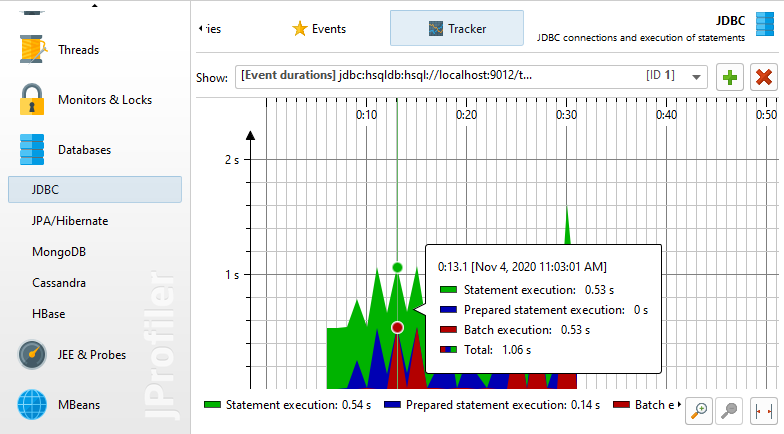 Threads
Monitors & Locks
Databases
JDBC
JPA/Hibernate
MongoDB
Cassandra
HBase
JEE & Probes
MBeans
JProfiler
ries
Events
Tracker
JDBC
JDBC connections and execution of statements
Show: [Event durations] jdbc:hsqldb:hsql://localhost:9012/t... [ID 1]
0:10 0:20 0:30 0:40 0:50
2 s
1 s
0:13.1 [Nov 4, 2020 11:03:01 AM]
Statement execution: 0.53 s
Prepared statement execution: 0 s
Batch execution: 0.53 s
Total: 1.06 s
Statement execution: 0.54 s Prepared statement execution: 0.14 s Batch e